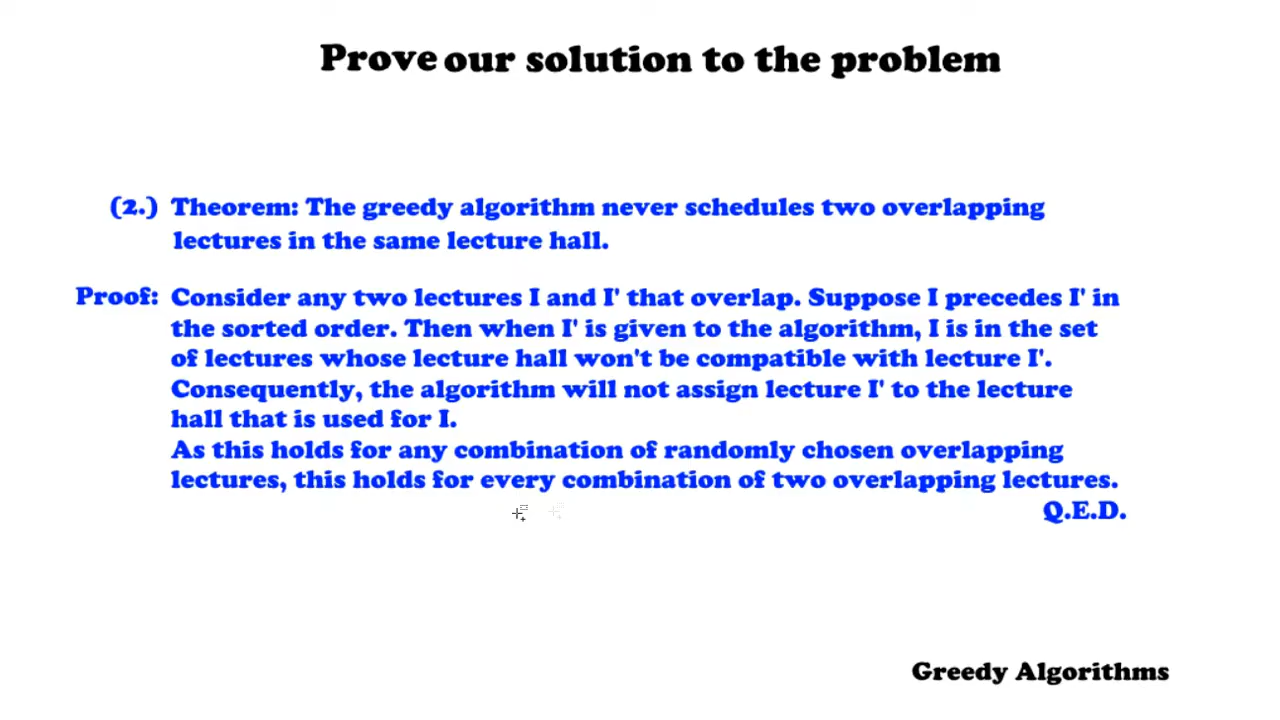 Prove our solution to the problem
(2.) Theorem: The greedy algorithm never schedules two overlapping
lectures in the same lecture hall.
Proof: Consider any two lectures I and I' that overlap. Suppose I precedes I' in
the sorted order. Then when I' is given to the algorithm, I is in the set
of lectures whose lecture hall won't be compatible with lecture I'.
Consequently, the algorithm will not assign lecture I' to the lecture
hall that is used for I.
As this holds for any combination of randomly chosen overlapping
lectures, this holds for every combination of two overlapping lectures.
Q.E.D.
Greedy Algorithms